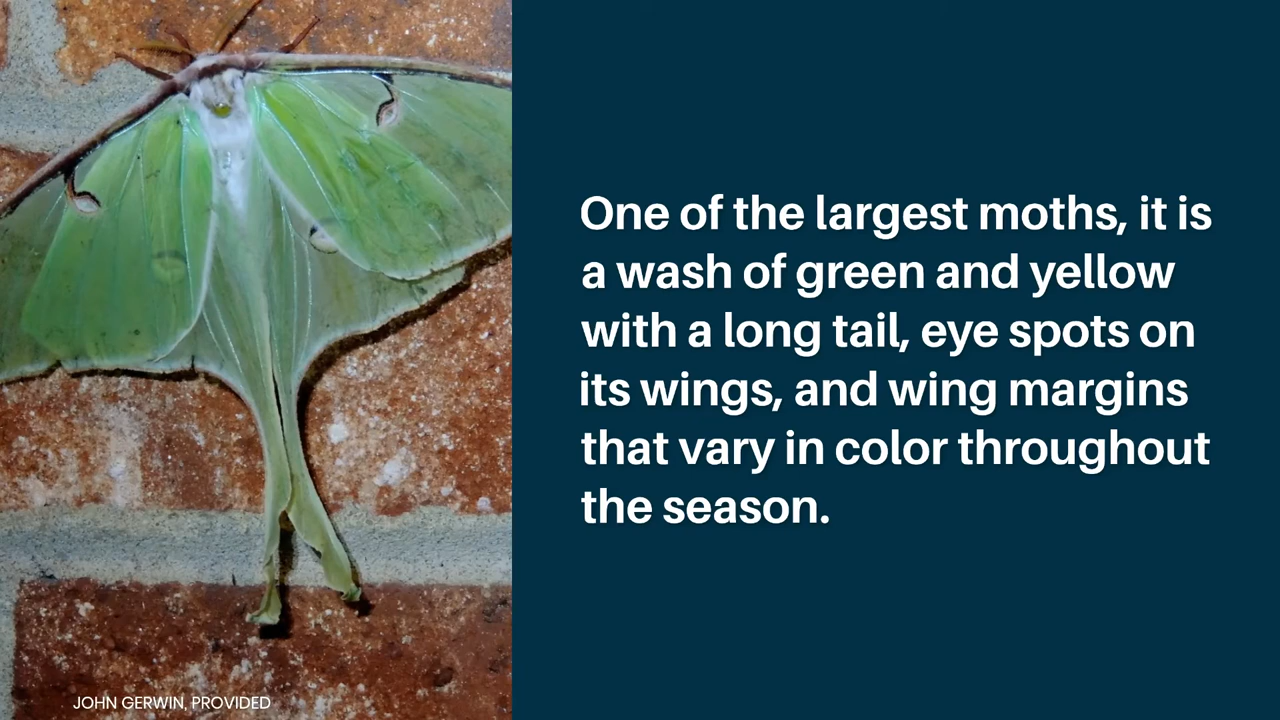 One of the largest moths, it is
a wash of green and yellow
with a long tail, eye spots on
its wings, and wing margins
that vary in color throughout
the season.
JOHN GERWIN, PROVIDED